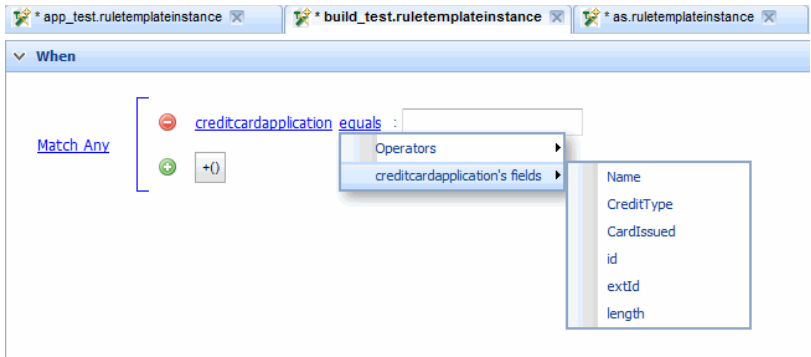 * app_test.ruletemplateinstance * build_test.ruletemplateinstance * as.ruletemplateinstance
When
creditcardapplication equals :
Match Any
+()
Operators
creditcardapplication's fields
Name
CreditType
CardIssued
id
extId
length